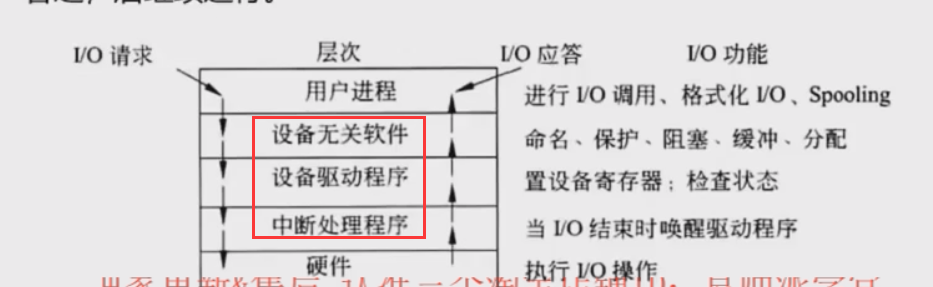 I/O 请求 层次 I/O 应答 I/O 功能
用户进程 进行 I/O 调用、格式化 I/O、Spooling
设备无关软件 命名、保护、阻塞、缓冲、分配
设备驱动程序 置设备寄存器；检查状态
中断处理程序 当 I/O 结束时唤醒驱动程序
硬件 执行 I/O 操作